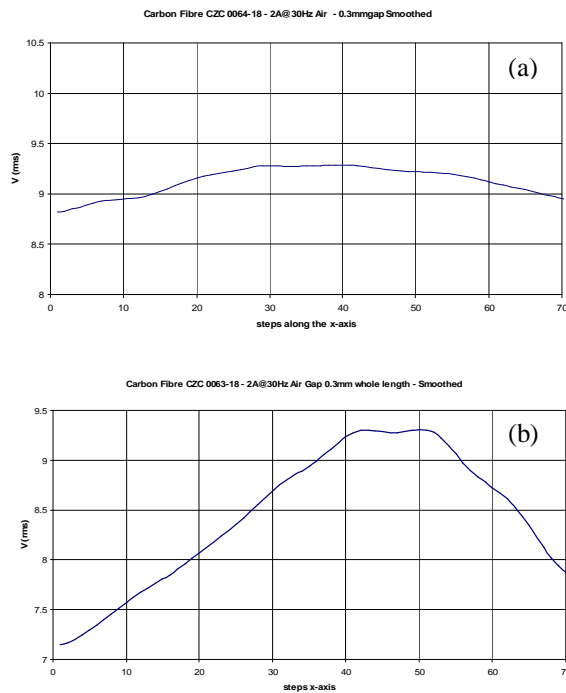 Carbon Fibre CZC 0064-18 - 2A@30Hz Air - 0.3mmgap Smoothed
(a)
V (rms)
10.5
10
9.5
9
8.5
8
0 10 20 30 40 50 60 70
steps along the x-axis
Carbon Fibre CZC 0063-18 - 2A@30Hz Air Gap 0.3mm whole length - Smoothed
(b)
V (rms)
9.5
9
8.5
8
7.5
7
0 10 20 30 40 50 60 70
steps x-axis